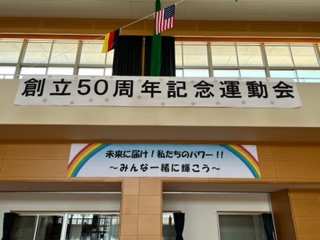 創立50周年記念運動会
未来に届け!私たちのパワー!!
～みんな一緒に輝こう～